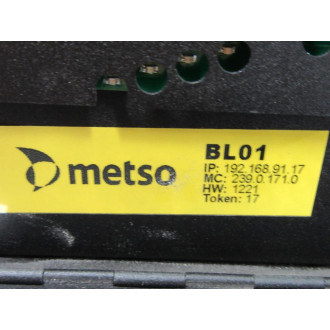 metso
BL01
IP: 192.168.91.17
MC: 239.0.171.0
HW: 1221
Token: 17